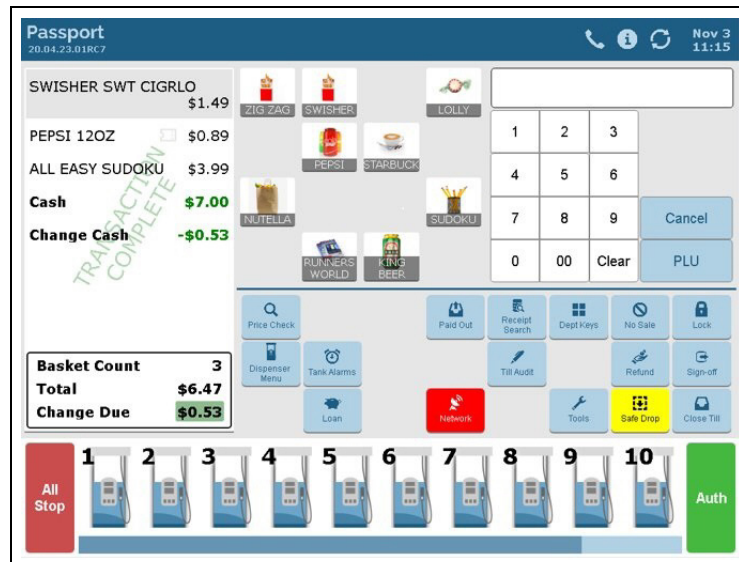 Passport
20.04.23.01RC7
Nov 3
11:15
SWISHER SWT CIGRLO
$1.49
PEPSI 12OZ $0.89
ALL EASY SUDOKU $3.99
Cash $7.00
Change Cash -$0.53
TRANSACTION
COMPLETE
Basket Count 3
Total $6.47
Change Due $0.53
ZIG ZAG SWISHER LOLLY
PEPSI STARBUCK
NUTELLA SUDOKU
RUNNERS WORLD KING BEER
1 2 3
4 5 6
7 8 9 Cancel
0 00 Clear PLU
Price Check Paid Out Receipt Search Dept Keys No Sale Lock
Dispenser Menu Tank Alarms Till Audit Refund Sign-off
Loan Network Tools Safe Drop Close Till
All Stop
1 2 3 4 5 6 7 8 9 10
Auth